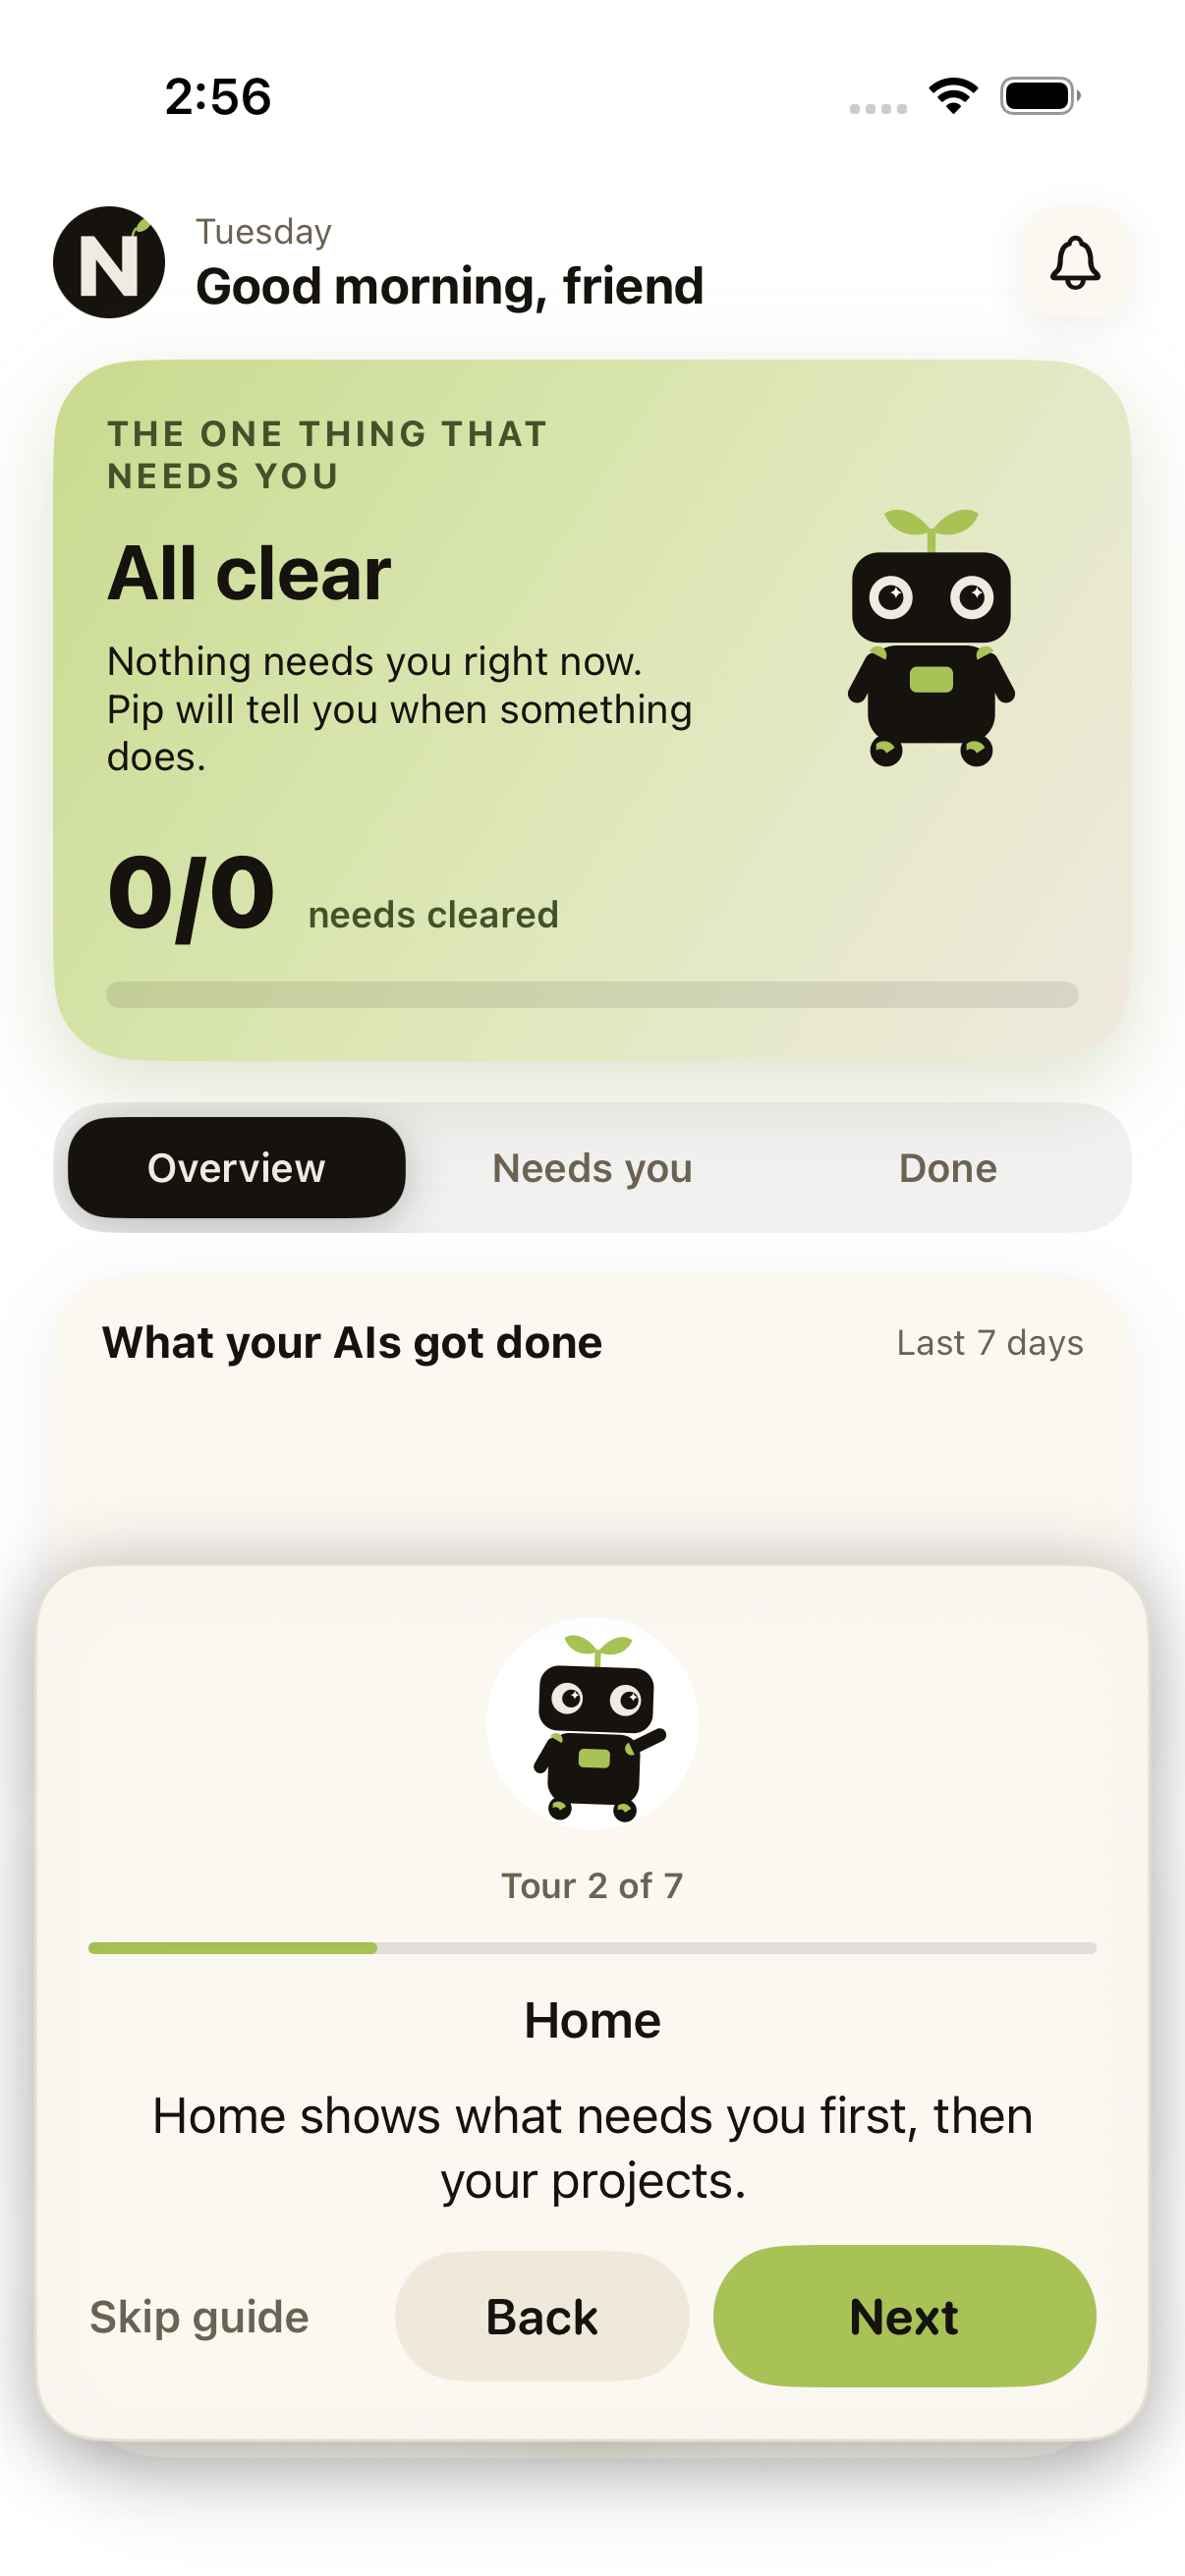 2:56
N
Tuesday
Good morning, friend
THE ONE THING THAT
NEEDS YOU
All clear
Nothing needs you right now.
Pip will tell you when something
does.
0/0 needs cleared
Overview Needs you Done
What your AIs got done Last 7 days
Tour 2 of 7
Home
Home shows what needs you first, then
your projects.
Skip guide Back Next